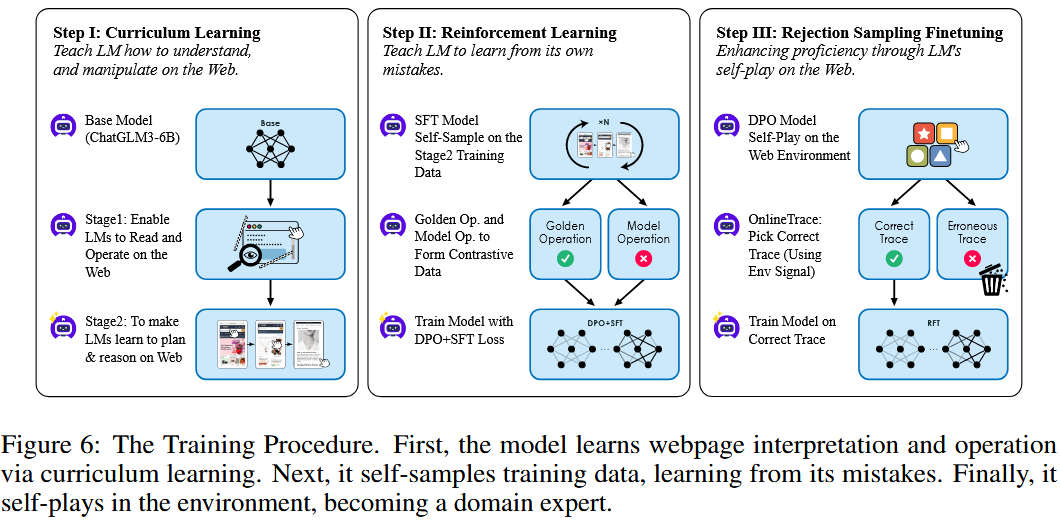 Step I: Curriculum Learning
Teach LM how to understand,
and manipulate on the Web.
Base Model
(ChatGLM3-6B)
Base
Stage1: Enable
LMs to Read and
Operate on the
Web
Stage2: To make
LMs learn to plan
& reason on Web
Step II: Reinforcement Learning
Teach LM to learn from its own
mistakes.
SFT Model
Self-Sample on the
Stage2 Training
Data
×N
Golden Op. and
Model Op. to
Form Contrastive
Data
Golden
Operation
Model
Operation
Train Model with
DPO+SFT Loss
DPO+SFT
Step III: Rejection Sampling Finetuning
Enhancing proficiency through LM's
self-play on the Web.
DPO Model
Self-Play on the
Web Environment
OnlineTrace:
Pick Correct
Trace (Using
Env Signal)
Correct
Trace
Erroneous
Trace
Train Model on
Correct Trace
RFT
Figure 6: The Training Procedure. First, the model learns webpage interpretation and operation
via curriculum learning. Next, it self-samples training data, learning from its mistakes. Finally, it
self-plays in the environment, becoming a domain expert.